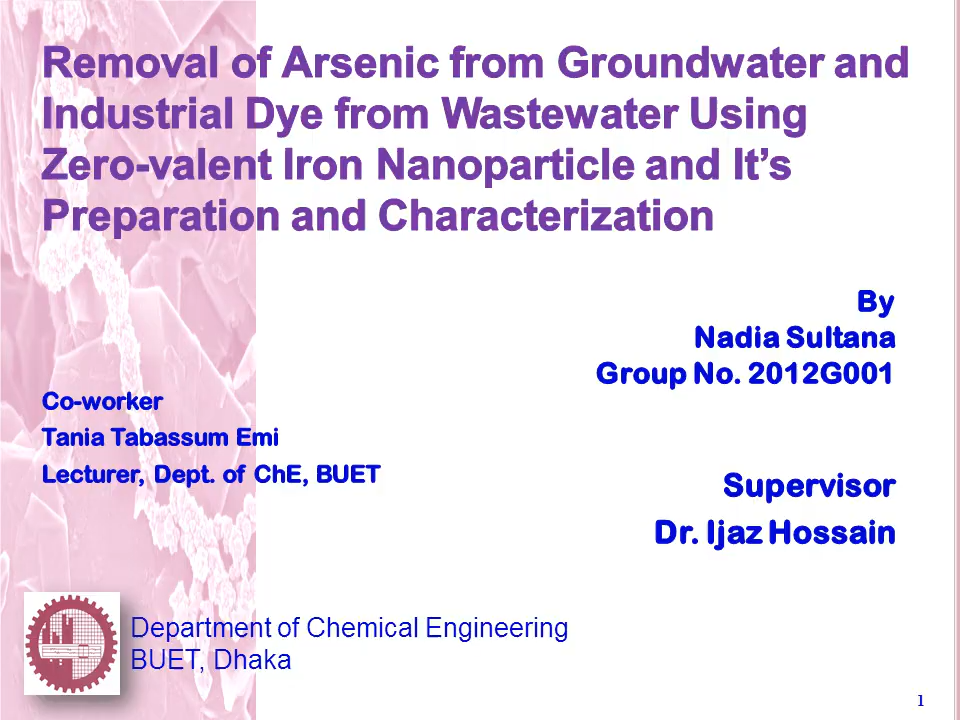 Removal of Arsenic from Groundwater and
Industrial Dye from Wastewater Using
Zero-valent Iron Nanoparticle and It’s
Preparation and Characterization
By
Nadia Sultana
Group No. 2012G001
Co-worker
Tania Tabassum Emi
Lecturer, Dept. of ChE, BUET
Supervisor
Dr. Ijaz Hossain
Department of Chemical Engineering
BUET, Dhaka
1